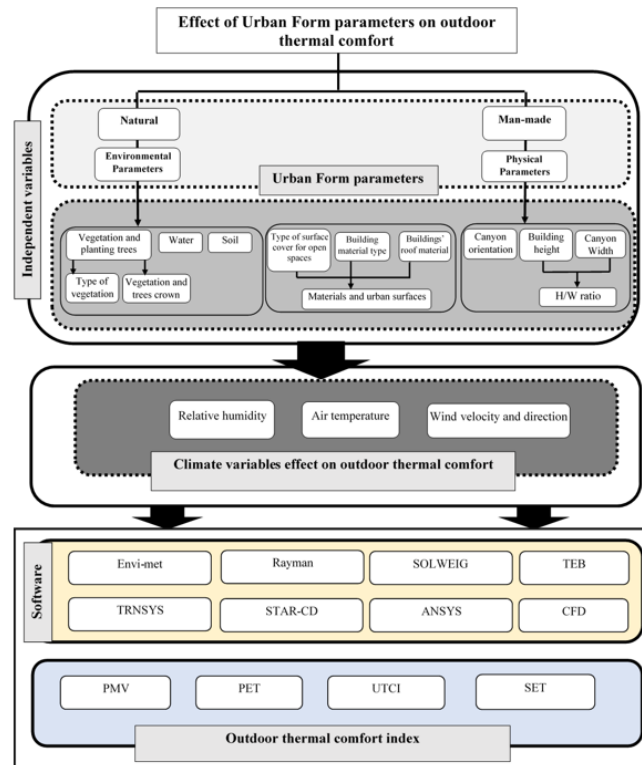 Effect of Urban Form parameters on outdoor
thermal comfort
Independent variables
Natural
Man-made
Environmental
Parameters
Physical
Parameters
Urban Form parameters
Vegetation and
planting trees
Water
Soil
Type of
vegetation
Vegetation and
trees crown
Type of surface
cover for open
spaces
Building
material type
Buildings'
roof material
Materials and urban surfaces
Canyon
orientation
Building
height
Canyon
Width
H/W ratio
Relative humidity
Air temperature
Wind velocity and direction
Climate variables effect on outdoor thermal comfort
Software
Envi-met
Rayman
SOLWEIG
TEB
TRNSYS
STAR-CD
ANSYS
CFD
PMV
PET
UTCI
SET
Outdoor thermal comfort index